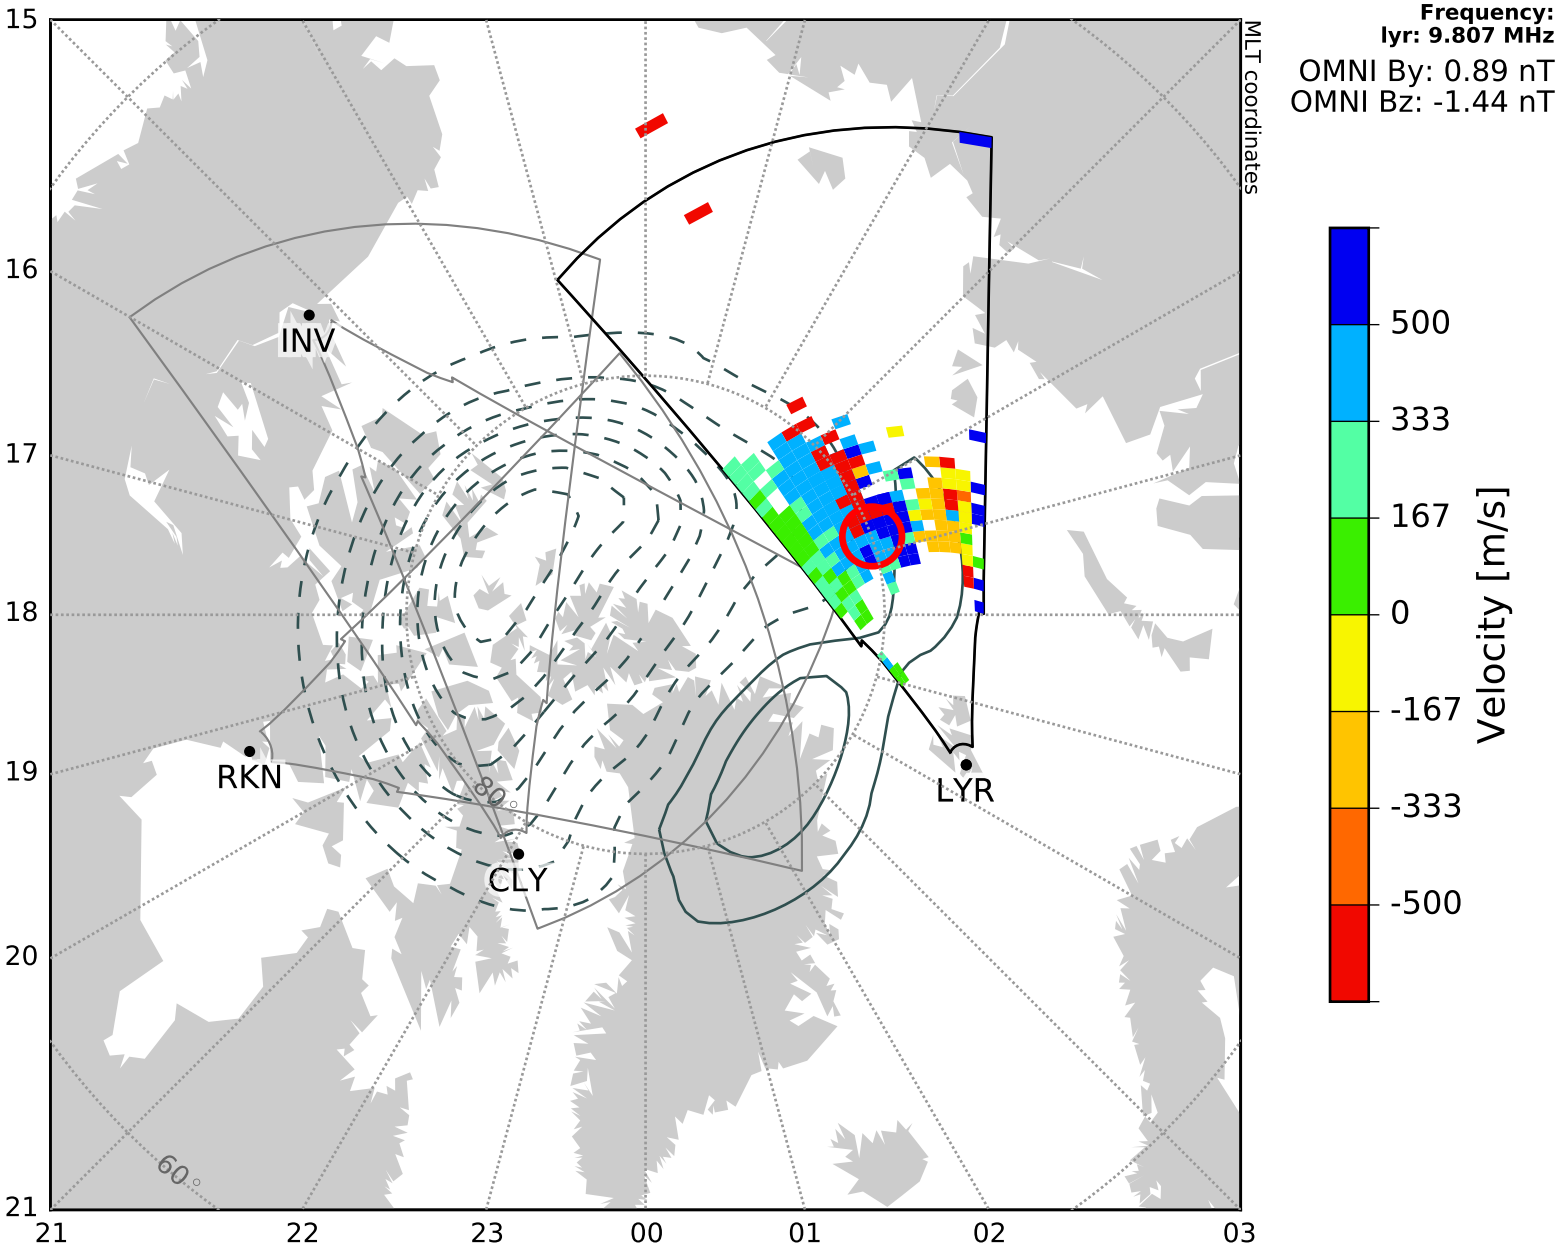 Frequency:
lyr: 9.807 MHz
OMNI By: 0.89 nT
OMNI Bz: -1.44 nT
MLT coordinates
15
16
17
18
19
20
21
21
22
23
00
01
02
03
INV
RKN
CLY
LYR
80°
60°
500
333
167
0
-167
-333
-500
Velocity [m/s]